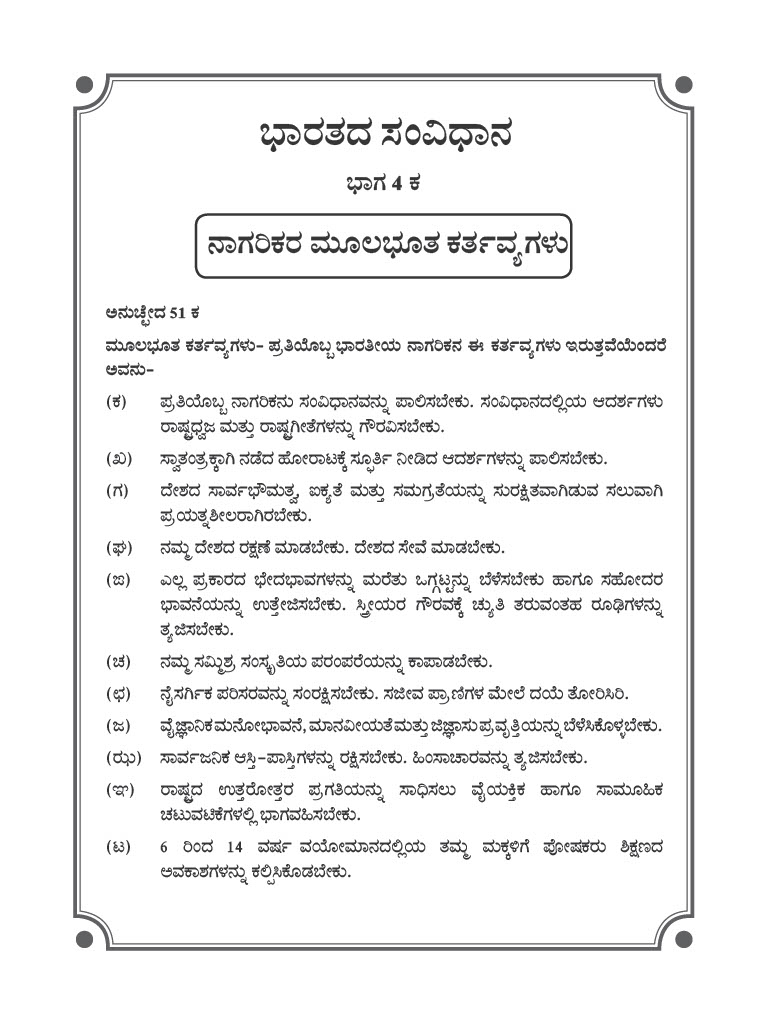 ಭಾರತದ ಸಂವಿಧಾನ
ಭಾಗ 4 ಕ
ನಾಗರಿಕರ ಮೂಲಭೂತ ಕರ್ತವ್ಯಗಳು
ಅನುಚ್ಛೇದ 51 ಕ
ಮೂಲಭೂತ ಕರ್ತವ್ಯಗಳು- ಪ್ರತಿಯೊಬ್ಬ ಭಾರತೀಯ ನಾಗರಿಕನ ಈ ಕರ್ತವ್ಯಗಳು ಇರುತ್ತವೆಯೆಂದರೆ
ಅವನು-
(ಕ) ಪ್ರತಿಯೊಬ್ಬ ನಾಗರಿಕನು ಸಂವಿಧಾನವನ್ನು ಪಾಲಿಸಬೇಕು. ಸಂವಿಧಾನದಲ್ಲಿಯ ಆದರ್ಶಗಳು
ರಾಷ್ಟ್ರಧ್ವಜ ಮತ್ತು ರಾಷ್ಟ್ರಗೀತೆಗಳನ್ನು ಗೌರವಿಸಬೇಕು.
(ಖ) ಸ್ವಾತಂತ್ರಕ್ಕಾಗಿ ನಡೆದ ಹೋರಾಟಕ್ಕೆ ಸ್ಫೂರ್ತಿ ನೀಡಿದ ಆದರ್ಶಗಳನ್ನು ಪಾಲಿಸಬೇಕು.
(ಗ) ದೇಶದ ಸಾರ್ವಭೌಮತ್ವ, ಐಕ್ಯತೆ ಮತ್ತು ಸಮಗ್ರತೆಯನ್ನು ಸುರಕ್ಷಿತವಾಗಿಡುವ ಸಲುವಾಗಿ
ಪ್ರಯತ್ನಶೀಲರಾಗಿರಬೇಕು.
(ಘ) ನಮ್ಮ ದೇಶದ ರಕ್ಷಣೆ ಮಾಡಬೇಕು. ದೇಶದ ಸೇವೆ ಮಾಡಬೇಕು.
(ಙ) ಎಲ್ಲ ಪ್ರಕಾರದ ಭೇದಭಾವಗಳನ್ನು ಮರೆತು ಒಗ್ಗಟ್ಟನ್ನು ಬೆಳೆಸಬೇಕು ಹಾಗೂ ಸಹೋದರ
ಭಾವನೆಯನ್ನು ಉತ್ತೇಜಿಸಬೇಕು. ಸ್ತ್ರೀಯರ ಗೌರವಕ್ಕೆ ಚ್ಯುತಿ ತರುವಂತಹ ರೂಢಿಗಳನ್ನು
ತ್ಯಜಿಸಬೇಕು.
(ಚ) ನಮ್ಮ ಸಮ್ಮಿಶ್ರ ಸಂಸ್ಕೃತಿಯ ಪರಂಪರೆಯನ್ನು ಕಾಪಾಡಬೇಕು.
(ಛ) ನೈಸರ್ಗಿಕ ಪರಿಸರವನ್ನು ಸಂರಕ್ಷಿಸಬೇಕು. ಸಜೀವ ಪ್ರಾಣಿಗಳ ಮೇಲೆ ದಯೆ ತೋರಿಸಿರಿ.
(ಜ) ವೈಜ್ಞಾನಿಕ ಮನೋಭಾವನೆ, ಮಾನವೀಯತೆ ಮತ್ತು ಜಿಜ್ಞಾಸು ಪ್ರವೃತ್ತಿಯನ್ನು ಬೆಳೆಸಿಕೊಳ್ಳಬೇಕು.
(ಝ) ಸಾರ್ವಜನಿಕ ಆಸ್ತಿ-ಪಾಸ್ತಿಗಳನ್ನು ರಕ್ಷಿಸಬೇಕು. ಹಿಂಸಾಚಾರವನ್ನು ತ್ಯಜಿಸಬೇಕು.
(ಞ) ರಾಷ್ಟ್ರದ ಉತ್ತರೋತ್ತರ ಪ್ರಗತಿಯನ್ನು ಸಾಧಿಸಲು ವೈಯಕ್ತಿಕ ಹಾಗೂ ಸಾಮೂಹಿಕ
ಚಟುವಟಿಕೆಗಳಲ್ಲಿ ಭಾಗವಹಿಸಬೇಕು.
(ಟ) 6 ರಿಂದ 14 ವರ್ಷ ವಯೋಮಾನದಲ್ಲಿಯ ತಮ್ಮ ಮಕ್ಕಳಿಗೆ ಪೋಷಕರು ಶಿಕ್ಷಣದ
ಅವಕಾಶಗಳನ್ನು ಕಲ್ಪಿಸಿಕೊಡಬೇಕು.